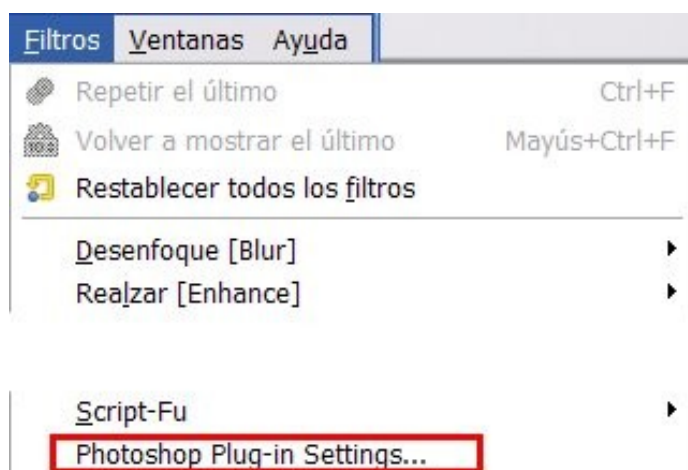 Filtros Ventanas Ayuda
Repetir el último Ctrl+F
Volver a mostrar el último Mayús+Ctrl+F
Restablecer todos los filtros
Desenfoque [Blur]
Realzar [Enhance]
Script-Fu
Photoshop Plug-in Settings...